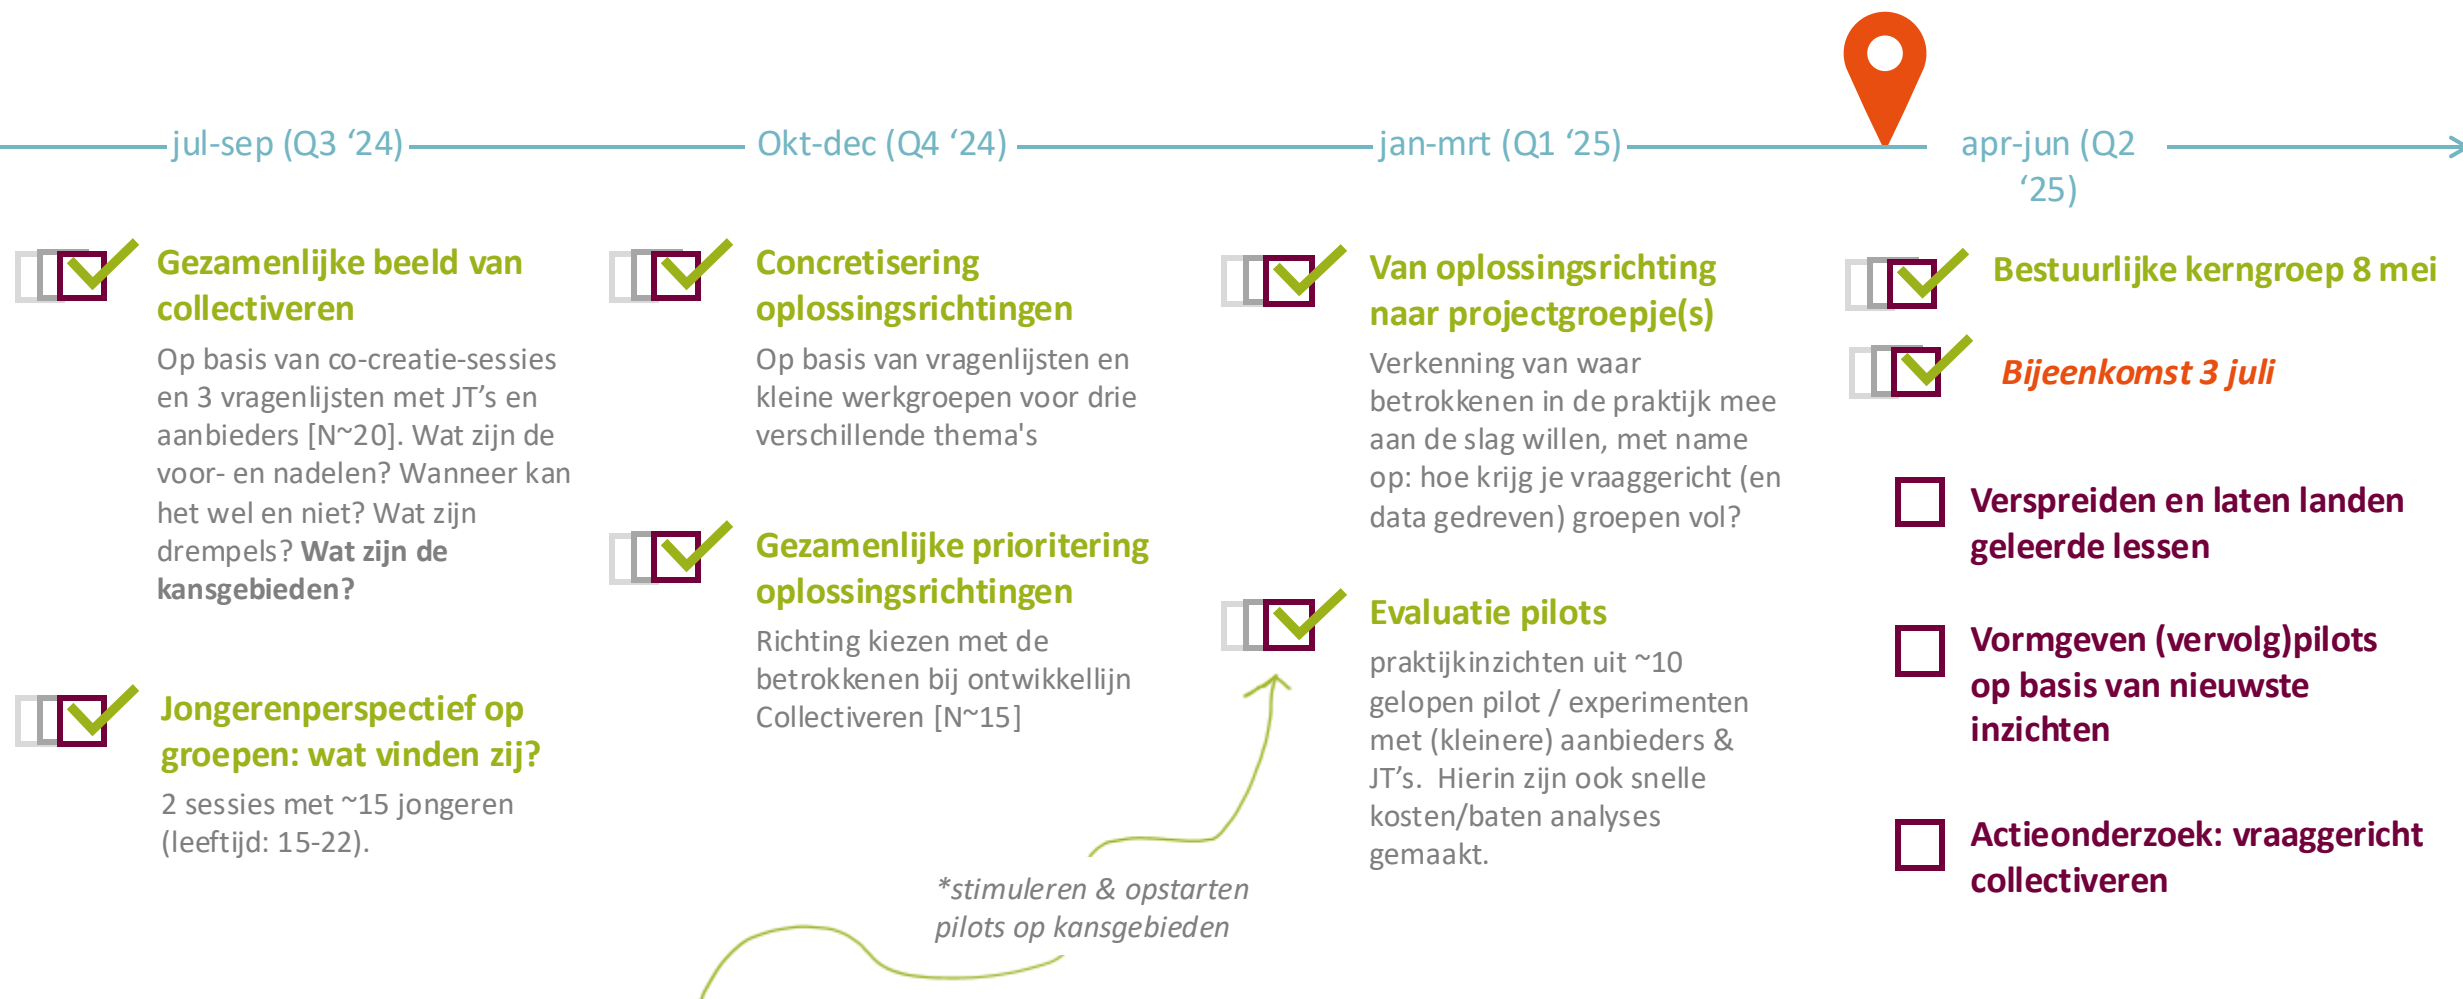 jul-sep (Q3 ‘24)
Okt-dec (Q4 ‘24)
jan-mrt (Q1 ‘25)
apr-jun (Q2
‘25)
Gezamenlijke beeld van
collectiveren
Op basis van co-creatie-sessies
en 3 vragenlijsten met JT’s en
aanbieders [N~20]. Wat zijn de
voor- en nadelen? Wanneer kan
het wel en niet? Wat zijn
drempels? Wat zijn de
kansgebieden?
Jongerenperspectief op
groepen: wat vinden zij?
2 sessies met ~15 jongeren
(leeftijd: 15-22).
Concretisering
oplossingsrichtingen
Op basis van vragenlijsten en
kleine werkgroepen voor drie
verschillende thema's
Gezamenlijke prioritering
oplossingsrichtingen
Richting kiezen met de
betrokkenen bij ontwikkellijn
Collectiveren [N~15]
*stimuleren & opstarten
pilots op kansgebieden
Van oplossingsrichting
naar projectgroepje(s)
Verkenning van waar
betrokkenen in de praktijk mee
aan de slag willen, met name
op: hoe krijg je vraaggericht (en
data gedreven) groepen vol?
Evaluatie pilots
praktijkinzichten uit ~10
gelopen pilot / experimenten
met (kleinere) aanbieders &
JT’s. Hierin zijn ook snelle
kosten/baten analyses
gemaakt.
Bestuurlijke kerngroep 8 mei
Bijeenkomst 3 juli
Verspreiden en laten landen
geleerde lessen
Vormgeven (vervolg)pilots
op basis van nieuwste
inzichten
Actieonderzoek: vraaggericht
collectiveren